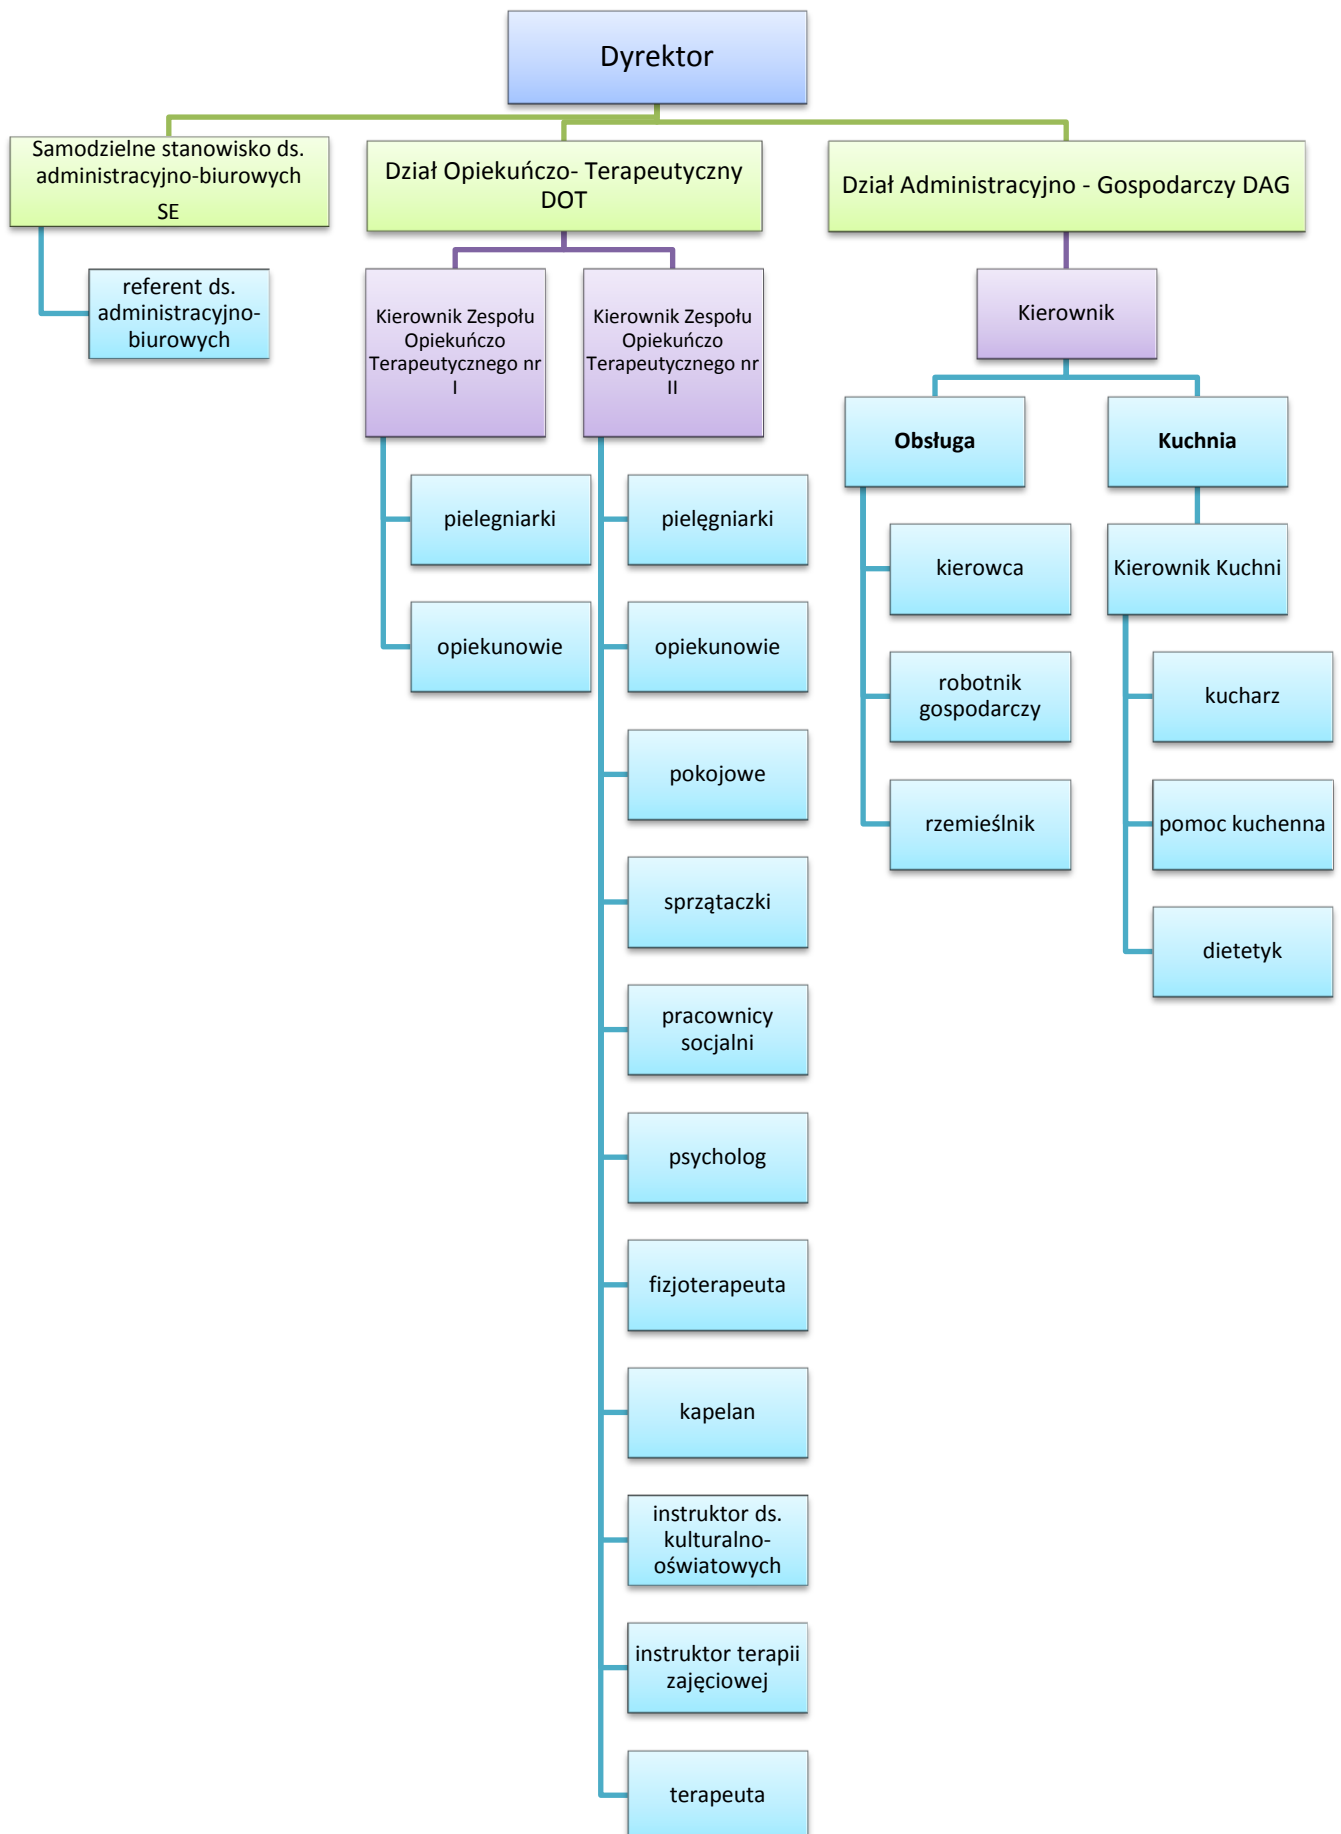 Dyrektor
Samodzielne stanowisko ds.
administracyjno-biurowych
SE
referent ds.
administracyjno-
biurowych
Dział Opiekuńczo- Terapeutyczny
DOT
Kierownik Zespołu
Opiekuńczo
Terapeutycznego nr
I
pielegniarki
opiekunowie
Kierownik Zespołu
Opiekuńczo
Terapeutycznego nr
II
pielęgniarki
opiekunowie
pokojowe
sprzątaczki
pracownicy
socjalni
psycholog
fizjoterapeuta
kapelan
instruktor ds.
kulturalno-
oświatowych
instruktor terapii
zajęciowej
terapeuta
Dział Administracyjno - Gospodarczy DAG
Kierownik
Obsługa
kierowca
robotnik
gospodarczy
rzemieślnik
Kuchnia
Kierownik Kuchni
kucharz
pomoc kuchenna
dietetyk